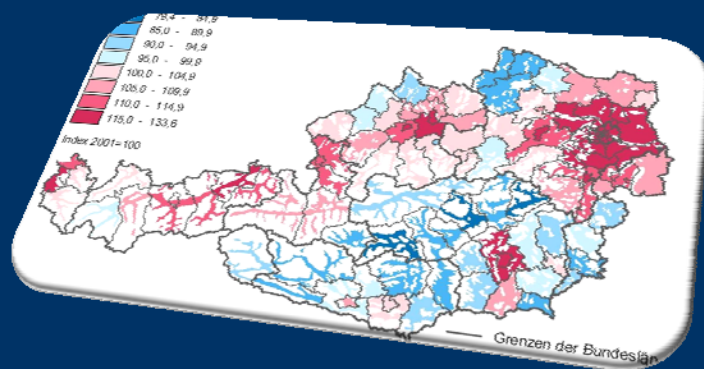 79,4 - 84,9
85,0 - 89,9
90,0 - 94,9
95,0 - 99,9
100,0 - 104,9
105,0 - 109,9
110,0 - 114,9
115,0 - 133,6
Index 2001=100
Grenzen der Bundeslän